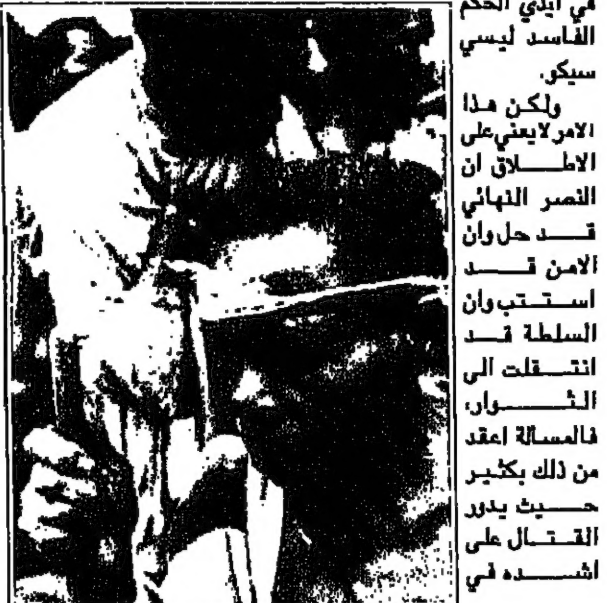 في ايدي الحكم
الفاسد ليسي
سيكو.
ولكن هذا
الامر لايعني على
الاطلاق ان
النصر النهائي
قد حل وان
الامن قد
استتب وان
السلطة قد
انتقلت الى
الثوار،
فالمسالة اعقد
من ذلك بكثير
حيث يدور
القتال على
اشده في